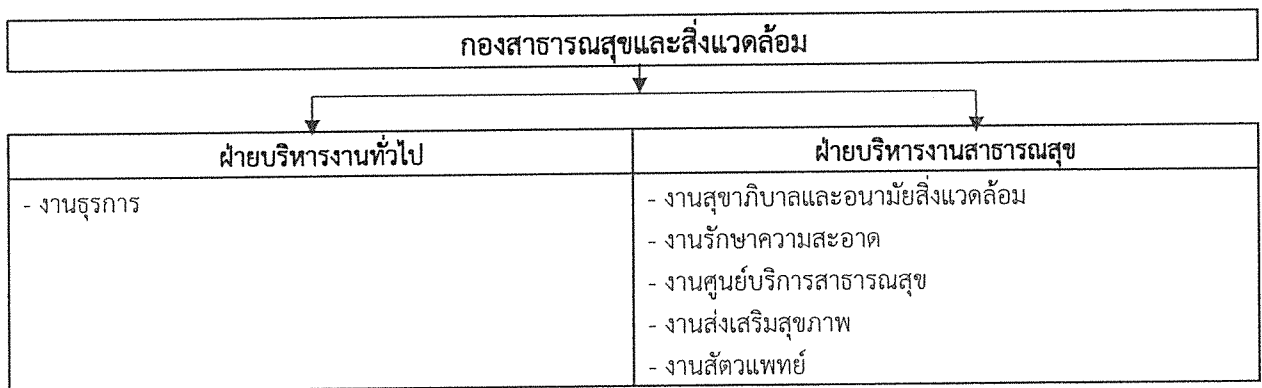 กองสาธารณสุขและสิ่งแวดล้อม
ฝ่ายบริหารงานทั่วไป
- งานธุรการ
ฝ่ายบริหารงานสาธารณสุข
- งานสุขาภิบาลและอนามัยสิ่งแวดล้อม
- งานรักษาความสะอาด
- งานศูนย์บริการสาธารณสุข
- งานส่งเสริมสุขภาพ
- งานสัตวแพทย์